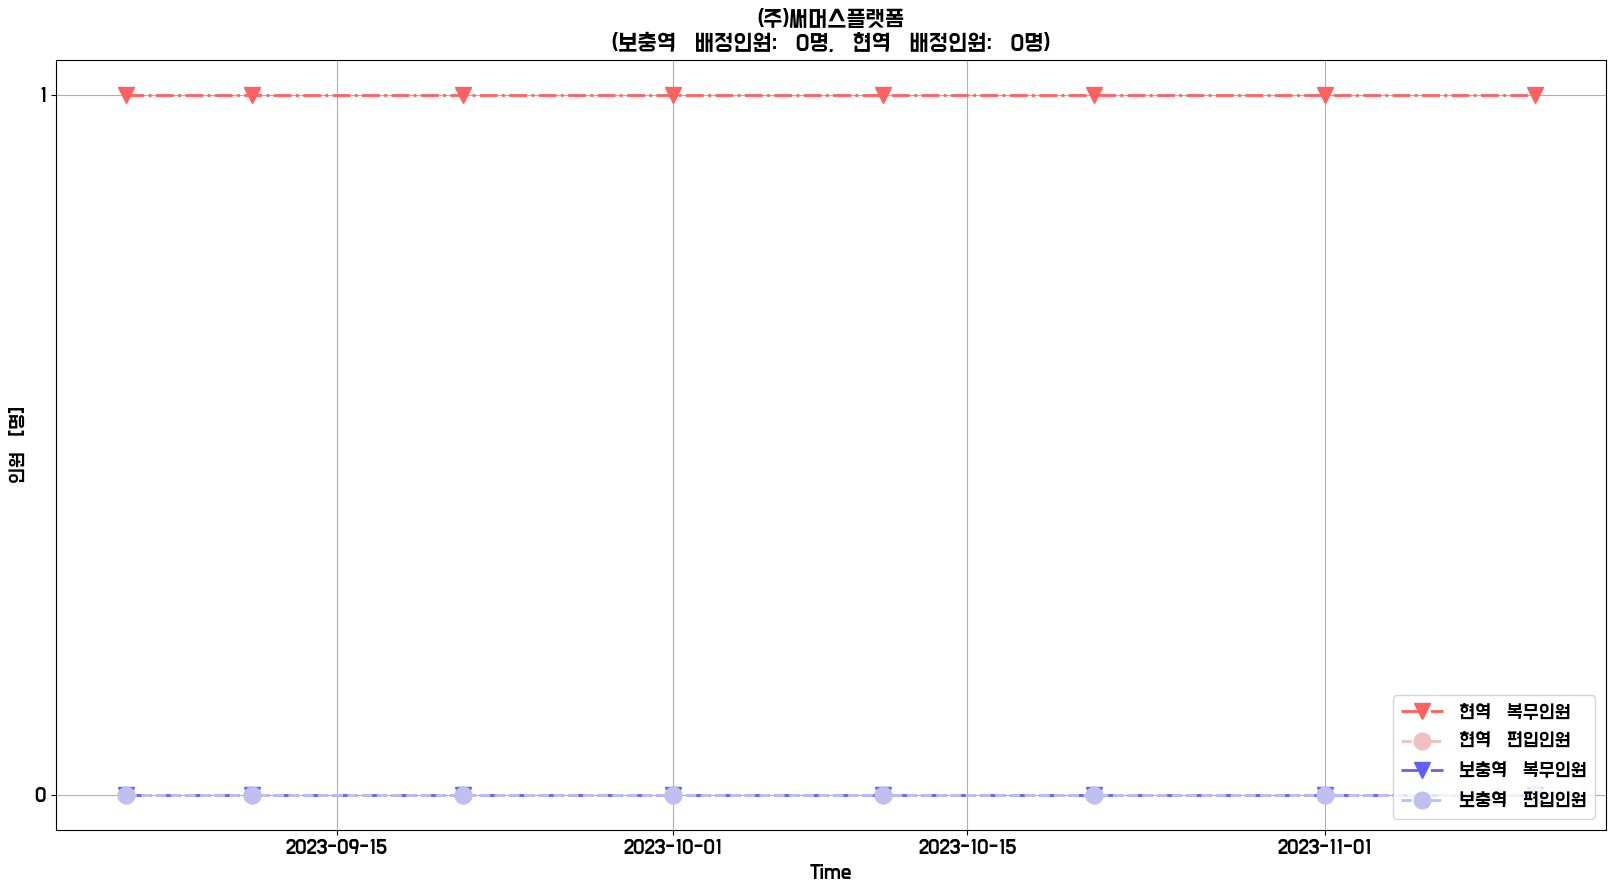 (주)써머스플랫폼
(보충역 배정인원: 0명, 현역 배정인원: 0명)
1
0
인원 [명]
2023-09-15
2023-10-01
2023-10-15
2023-11-01
Time
현역 복무인원
현역 편입인원
보충역 복무인원
보충역 편입인원